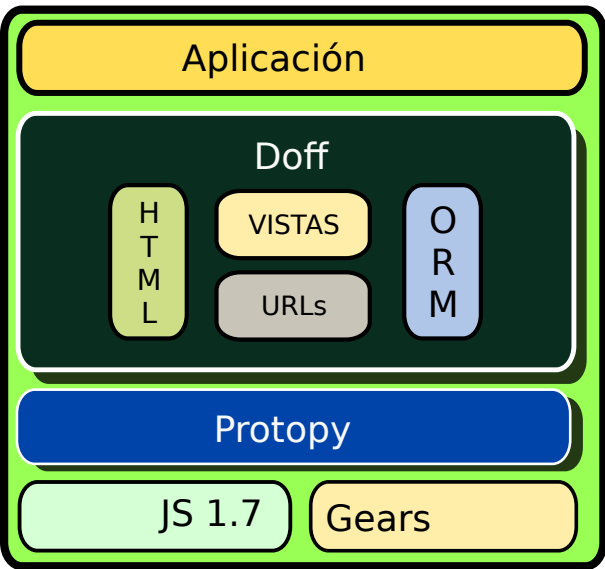 Aplicación
Doff
H
T
M
L
VISTAS
URLs
O
R
M
Protopy
JS 1.7
Gears